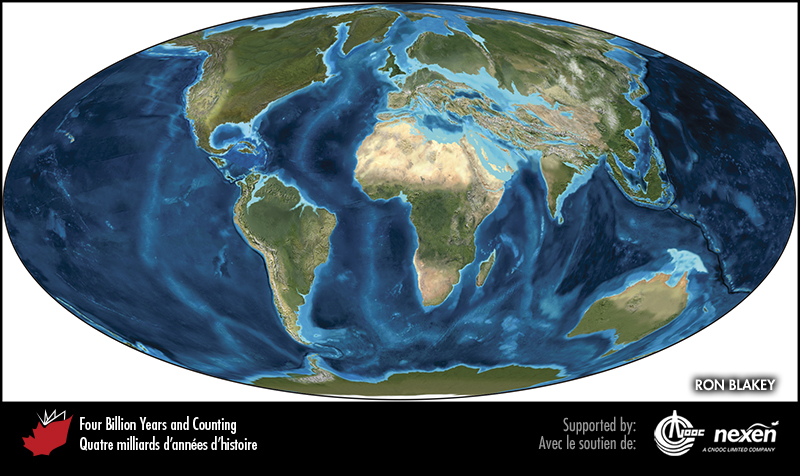 RON BLAKEY
Four Billion Years and Counting
Quatre milliards d'années d'histoire
Supported by:
Avec le soutien de:
CNOOC nexen
A CNOOC LIMITED COMPANY